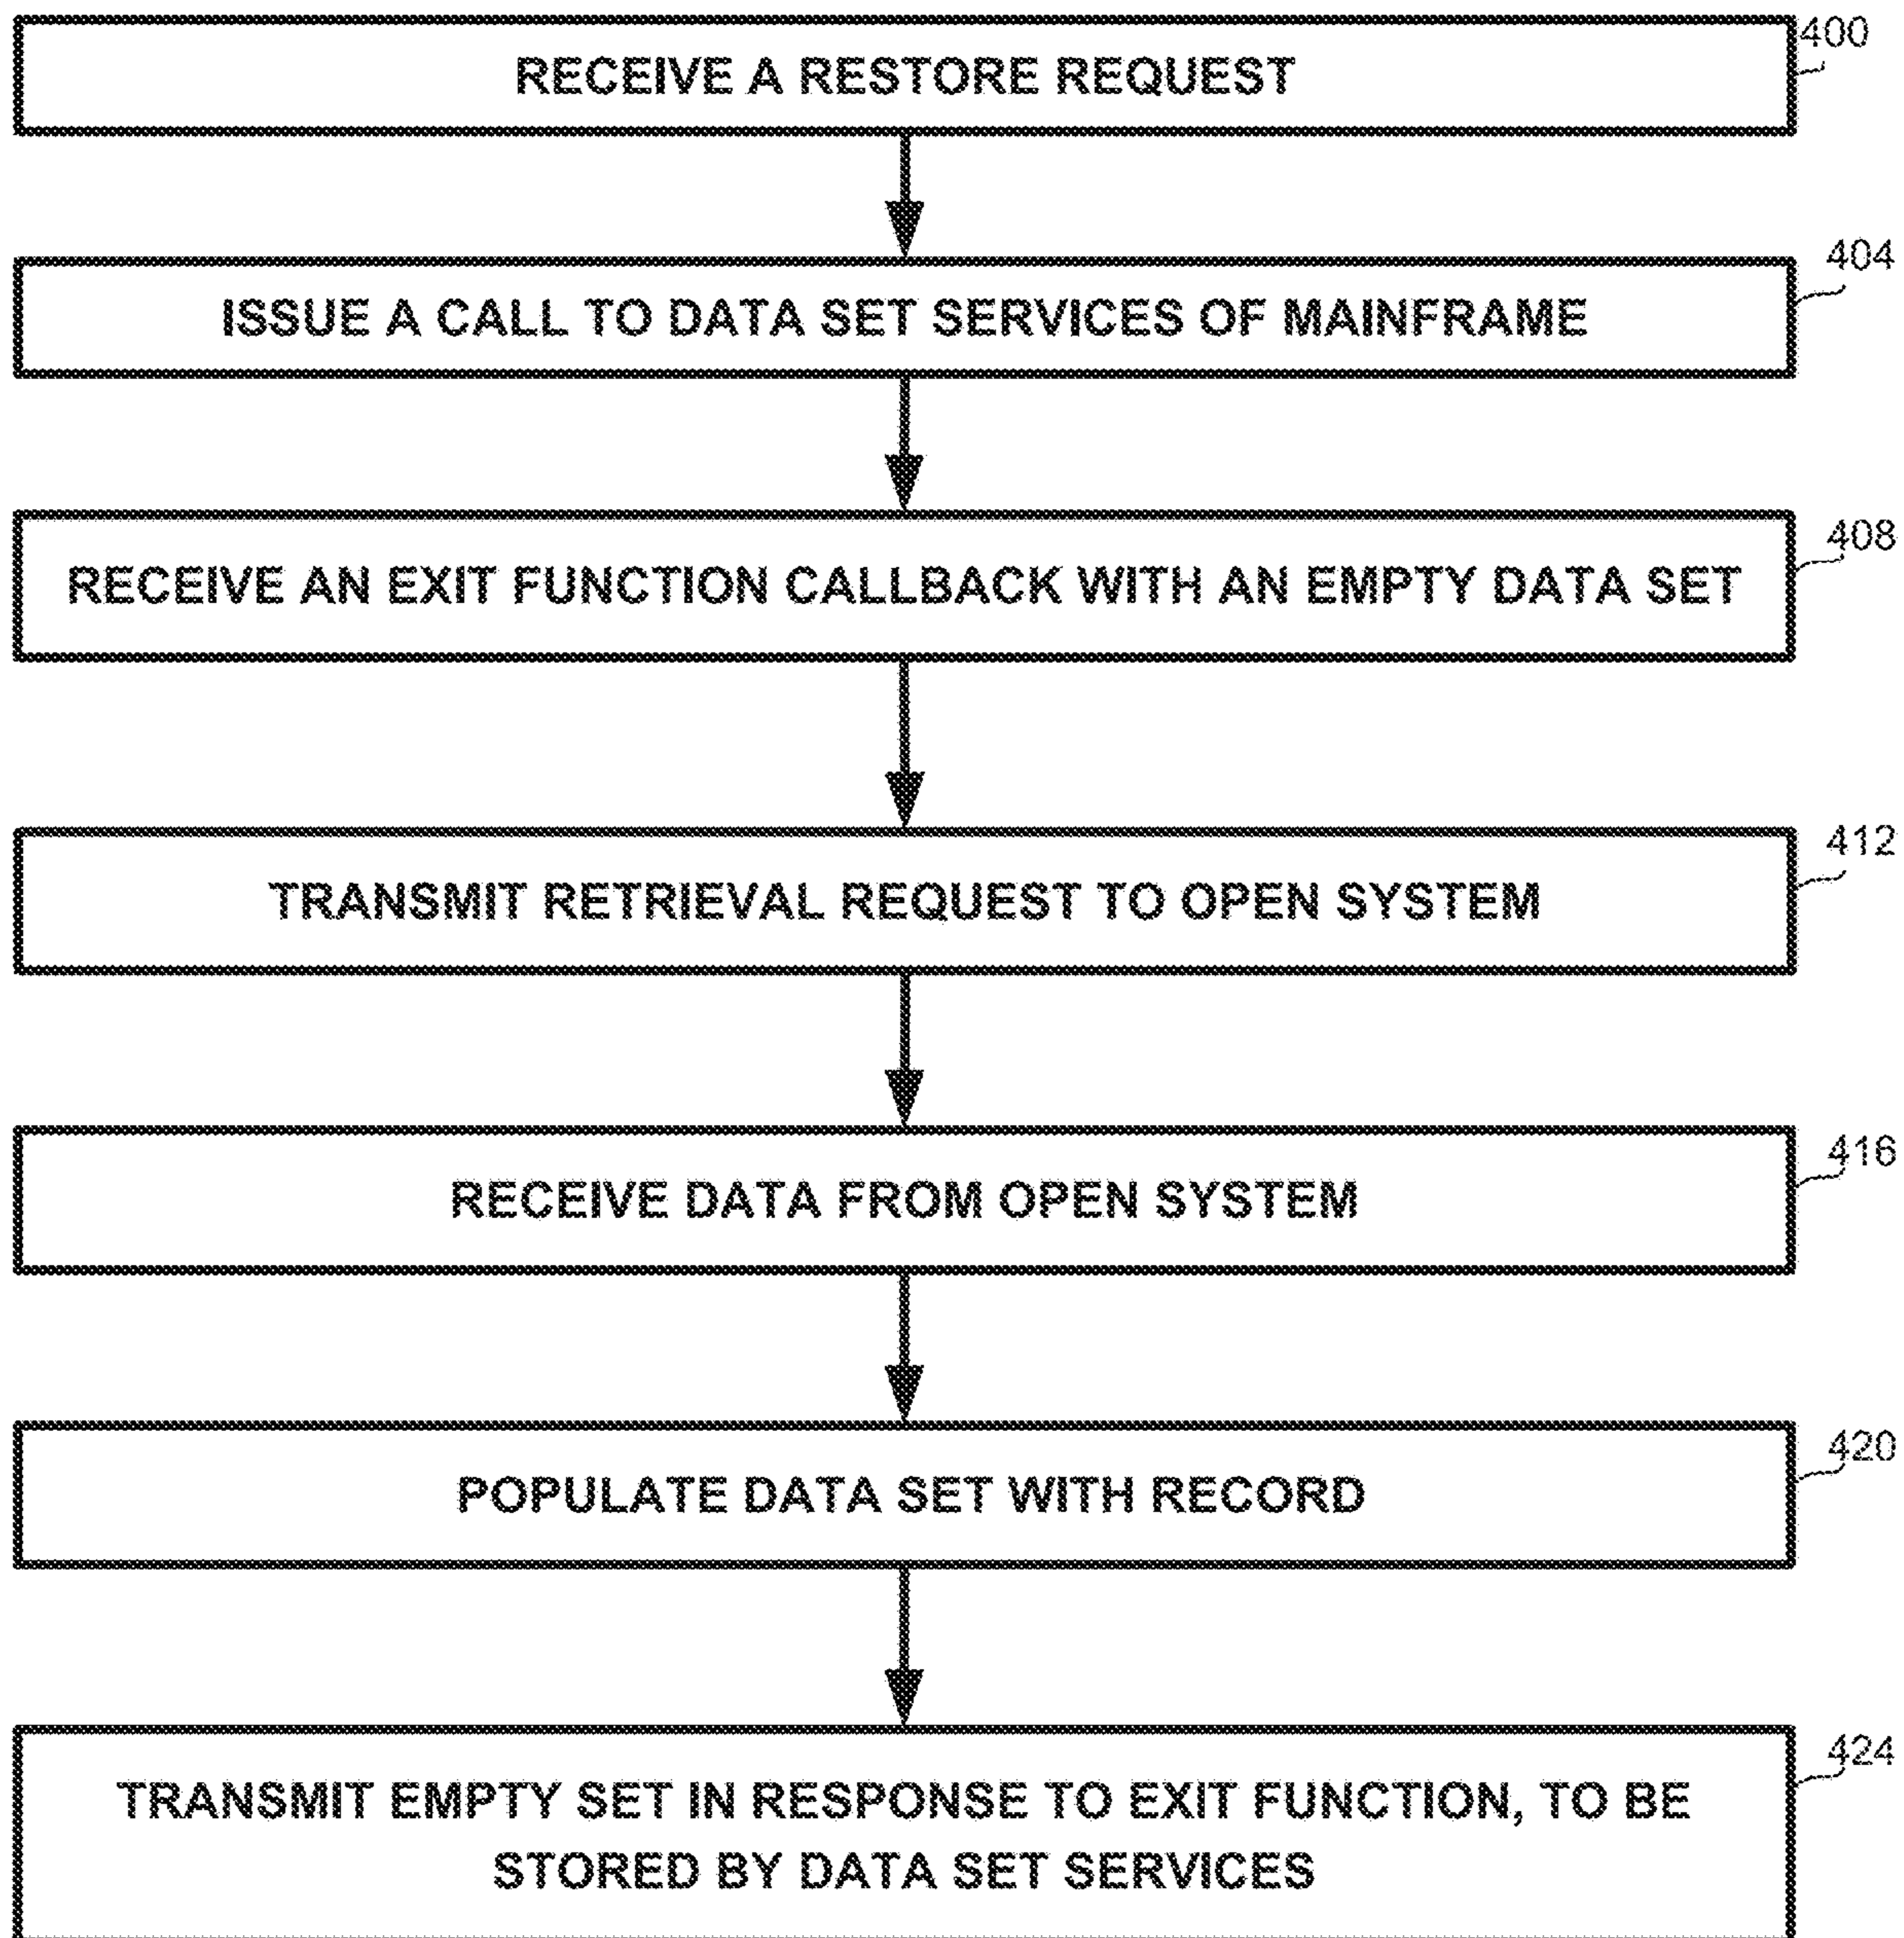 400
RECEIVE A RESTORE REQUEST
404
ISSUE A CALL TO DATA SET SERVICES OF MAINFRAME
408
RECEIVE AN EXIT FUNCTION CALLBACK WITH AN EMPTY DATA SET
412
TRANSMIT RETRIEVAL REQUEST TO OPEN SYSTEM
416
RECEIVE DATA FROM OPEN SYSTEM
420
POPULATE DATA SET WITH RECORD
424
TRANSMIT EMPTY SET IN RESPONSE TO EXIT FUNCTION, TO BE
STORED BY DATA SET SERVICES